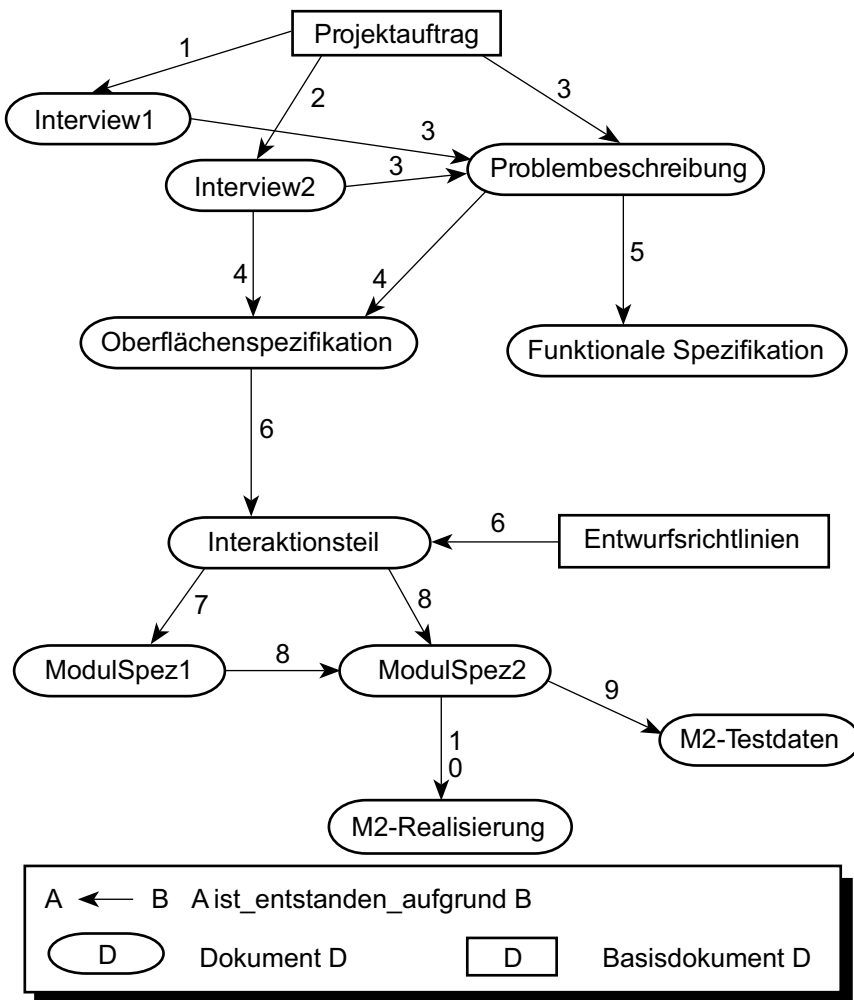 Projektauftrag
1
2
3
Interview1
3
Interview2
3
Problembeschreibung
4
4
5
Oberflächenspezifikation
Funktionale Spezifikation
6
Interaktionsteil
6
Entwurfsrichtlinien
7
8
ModulSpez1
8
ModulSpez2
9
M2-Testdaten
1
0
M2-Realisierung
A B A ist_entstanden_aufgrund B
D Dokument D D Basisdokument D